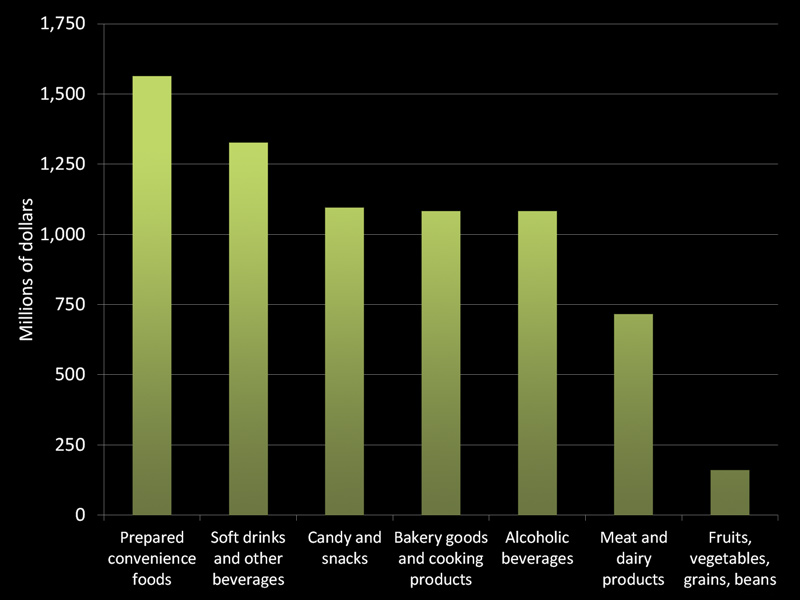 1,750
1,500
1,250
1,000
750
500
250
0
Millions of dollars
Prepared
convenience
foods
Soft drinks
and other
beverages
Candy and
snacks
Bakery goods
and cooking
products
Alcoholic
beverages
Meat and
dairy
products
Fruits,
vegetables,
grains, beans